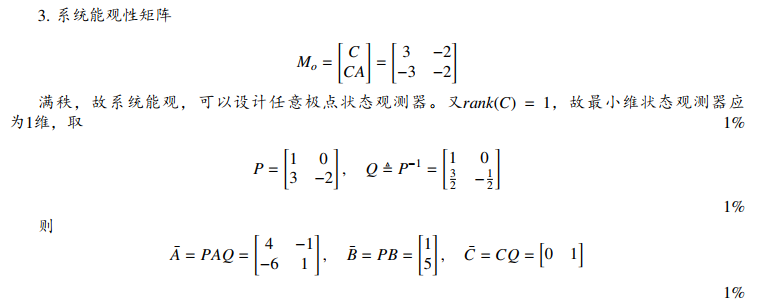 3. 系统能观性矩阵
M_o = [C; CA] = [3 −2; −3 −2]
满秩，故系统能观，可以设计任意极点状态观测器。又rank(C) = 1，故最小维状态观测器应
为1维，取 1%
P = [1 0; 3 −2], Q ≜ P^{−1} = [1 0; 3/2 −1/2]
1%
则
Ā = PAQ = [4 −1; −6 1], B̄ = PB = [1; 5], C̄ = CQ = [0 1]
1%